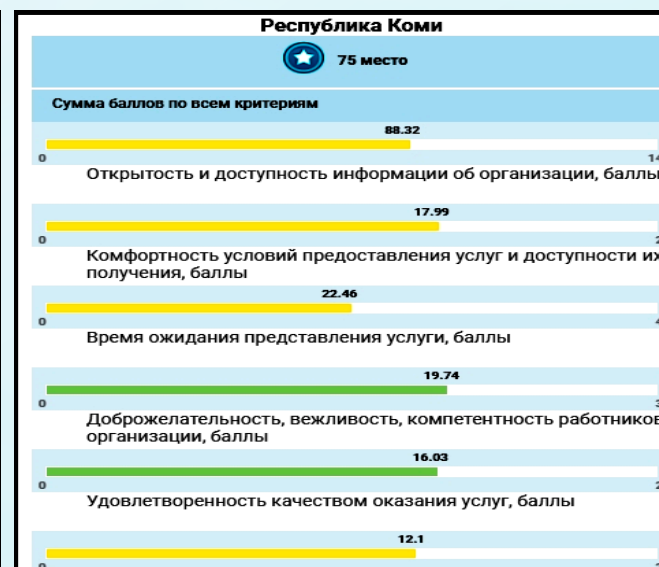 Республика Коми
75 место
Сумма баллов по всем критериям
88.32
0
Открытость и доступность информации об организации, баллы
17.99
0
Комфортность условий предоставления услуг и доступности их
получения, баллы
22.46
0
Время ожидания представления услуги, баллы
19.74
0
Доброжелательность, вежливость, компетентность работников
организации, баллы
16.03
0
Удовлетворенность качеством оказания услуг, баллы
12.1
0